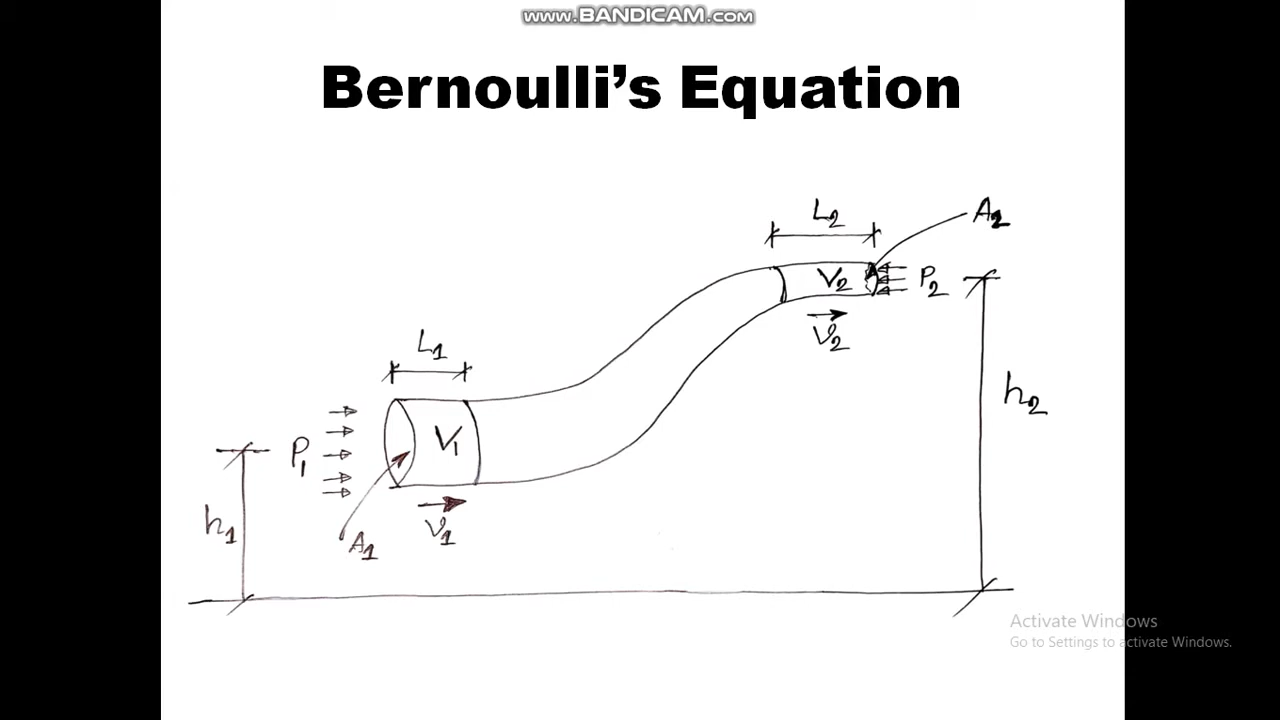 www.BANDICAM.com
Bernoulli's Equation
L2
A2
V2
P2
v2
L1
h2
P1
V1
h1
v1
A1
Activate Windows
Go to Settings to activate Windows.